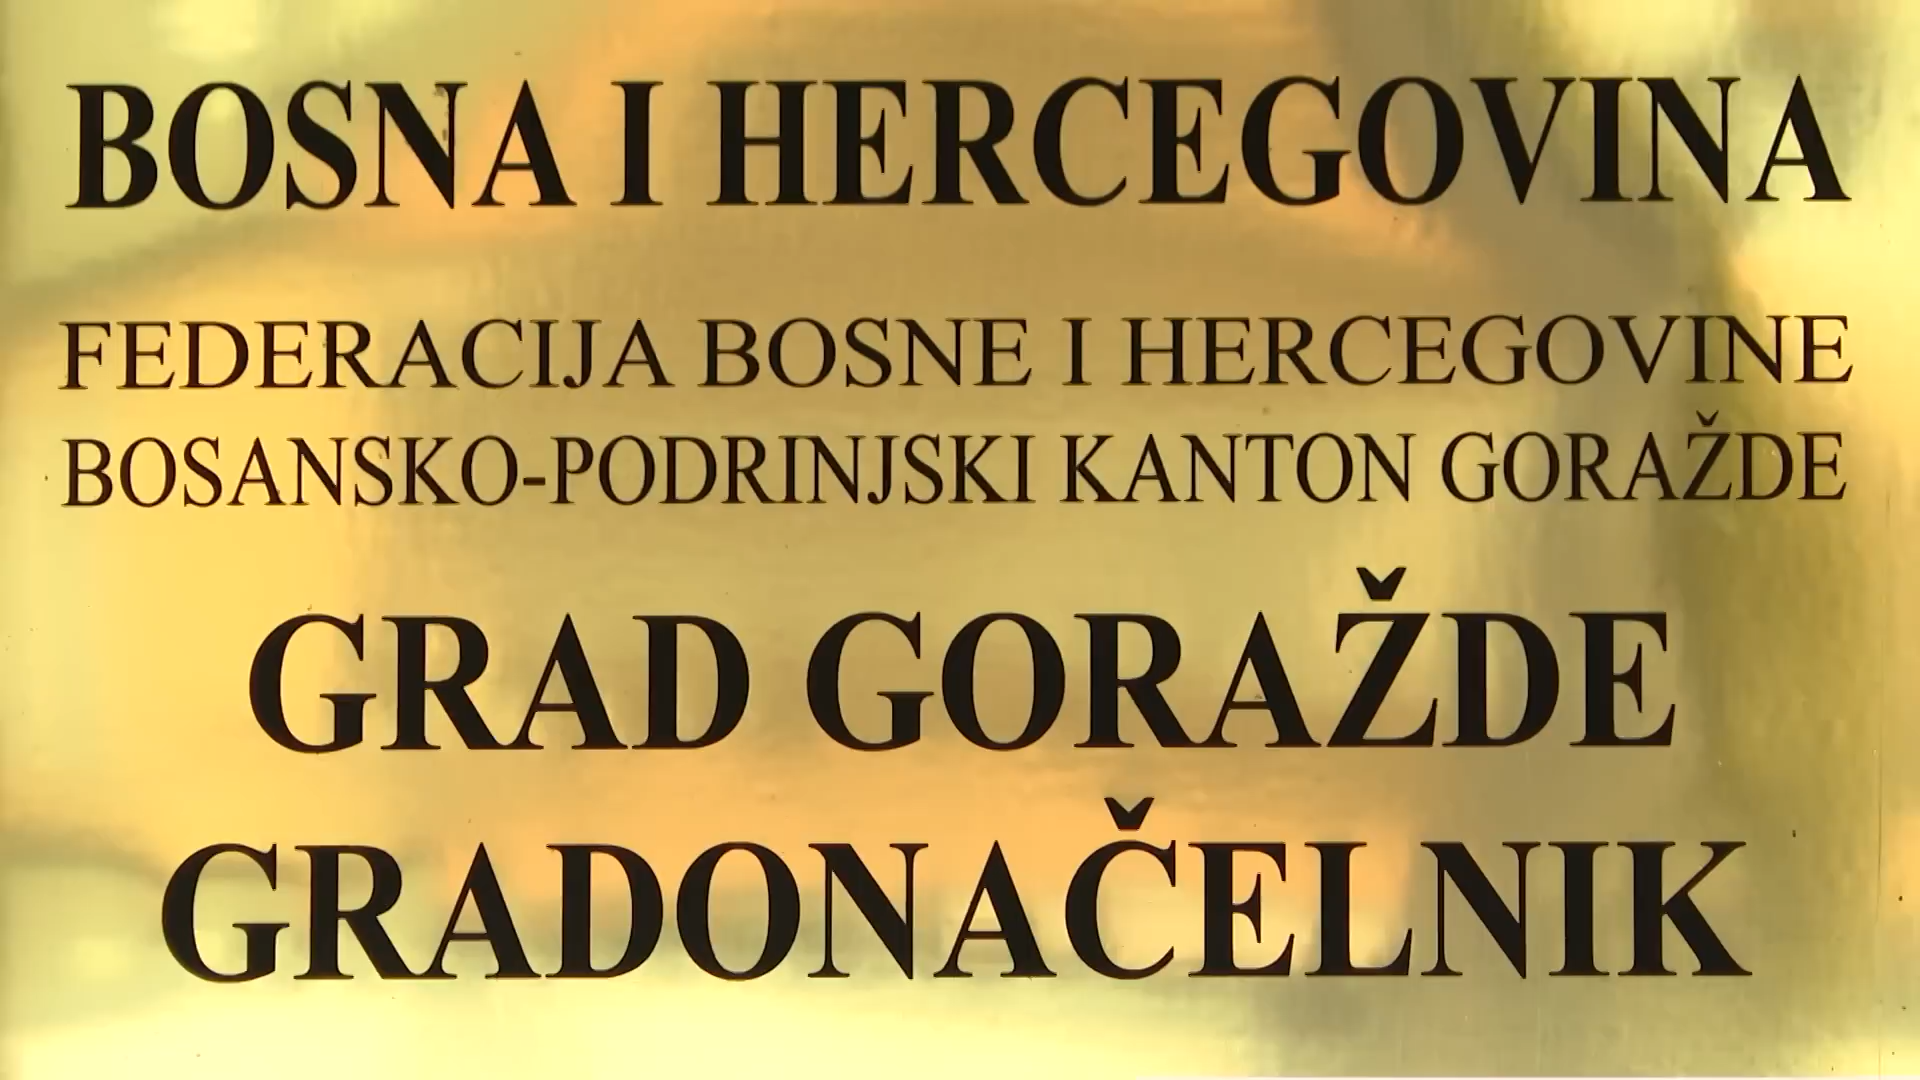 BOSNA I HERCEGOVINA
FEDERACIJA BOSNE I HERCEGOVINE
BOSANSKO-PODRINJSKI KANTON GORAŽDE
GRAD GORAŽDE
GRADONAČELNIK